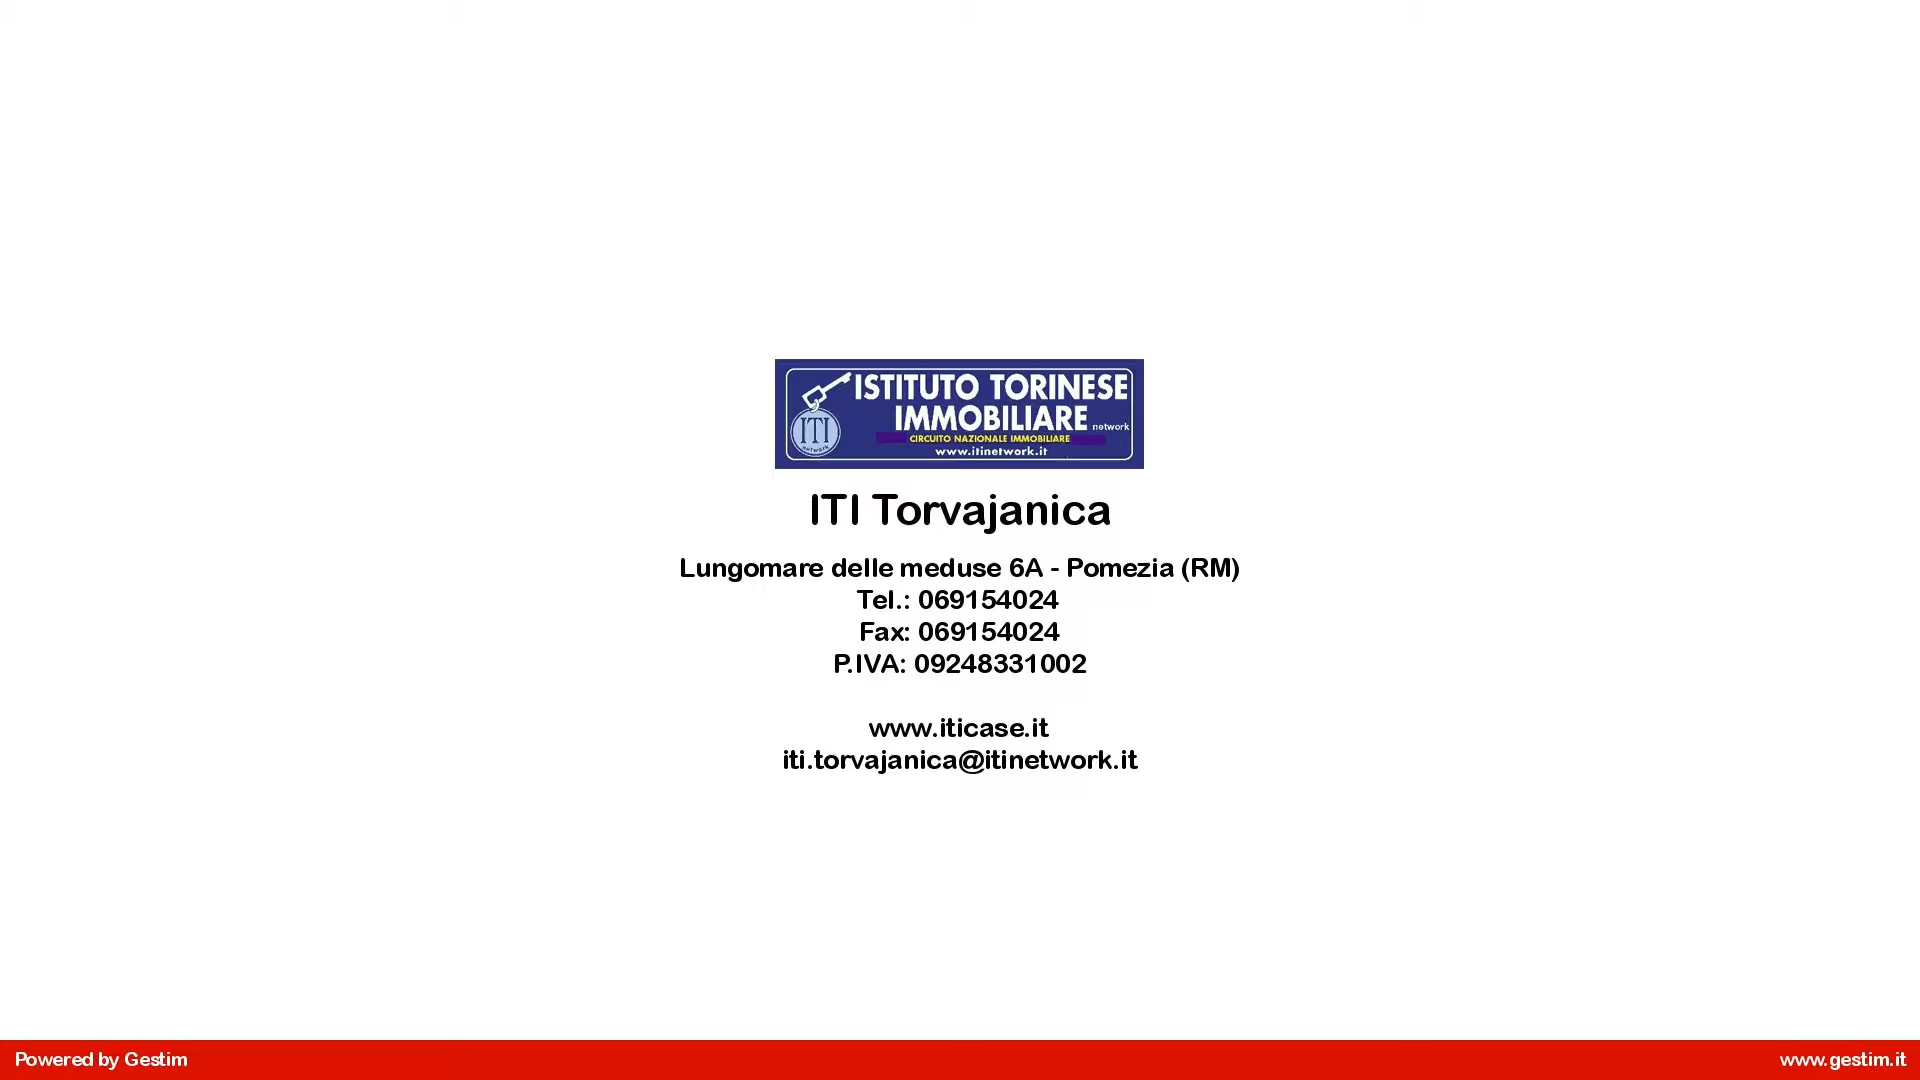 ISTITUTO TORINESE
IMMOBILIARE network
ITI
network
CIRCUITO NAZIONALE IMMOBILIARE
www.itinetwork.it
ITI Torvajanica
Lungomare delle meduse 6A - Pomezia (RM)
Tel.: 069154024
Fax: 069154024
P.IVA: 09248331002
www.iticase.it
iti.torvajanica@itinetwork.it
Powered by Gestim
www.gestim.it